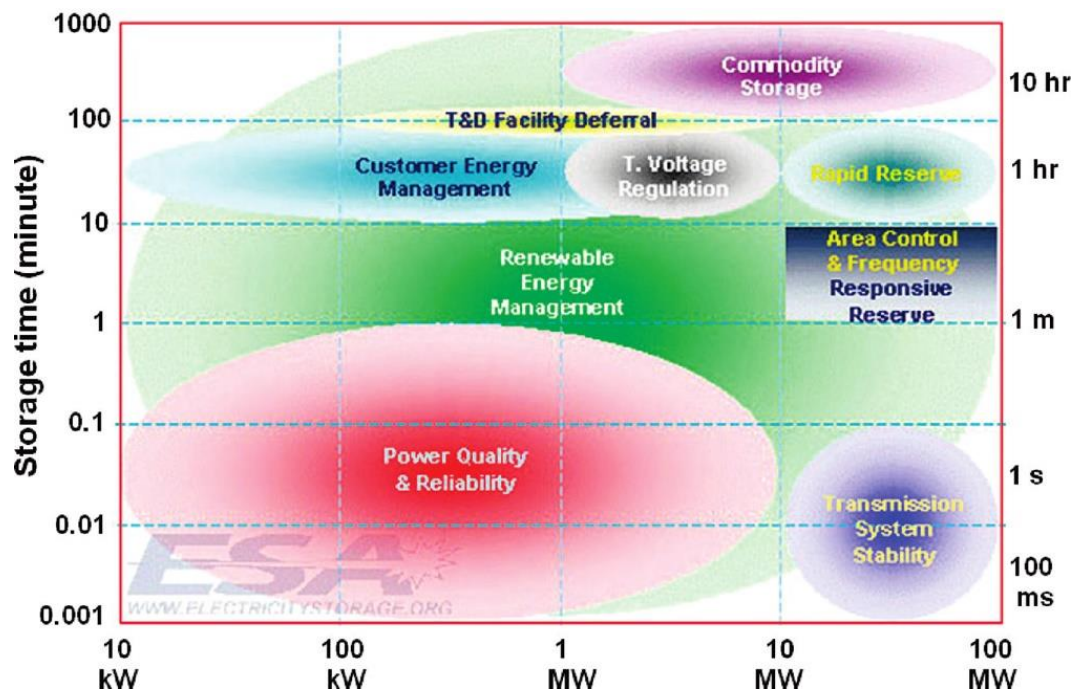 1000
100
10
1
0.1
0.01
0.001
Storage time (minute)
Commodity
Storage
T&D Facility Deferral
Customer Energy
Management
T. Voltage
Regulation
Rapid Reserve
Renewable
Energy
Management
Area Control
& Frequency
Responsive
Reserve
Power Quality
& Reliability
Transmission
System
Stability
ESA
WWW.ELECTRICITYSTORAGE.ORG
10 hr
1 hr
1 m
1 s
100
ms
10
kW
100
kW
1
MW
10
MW
100
MW